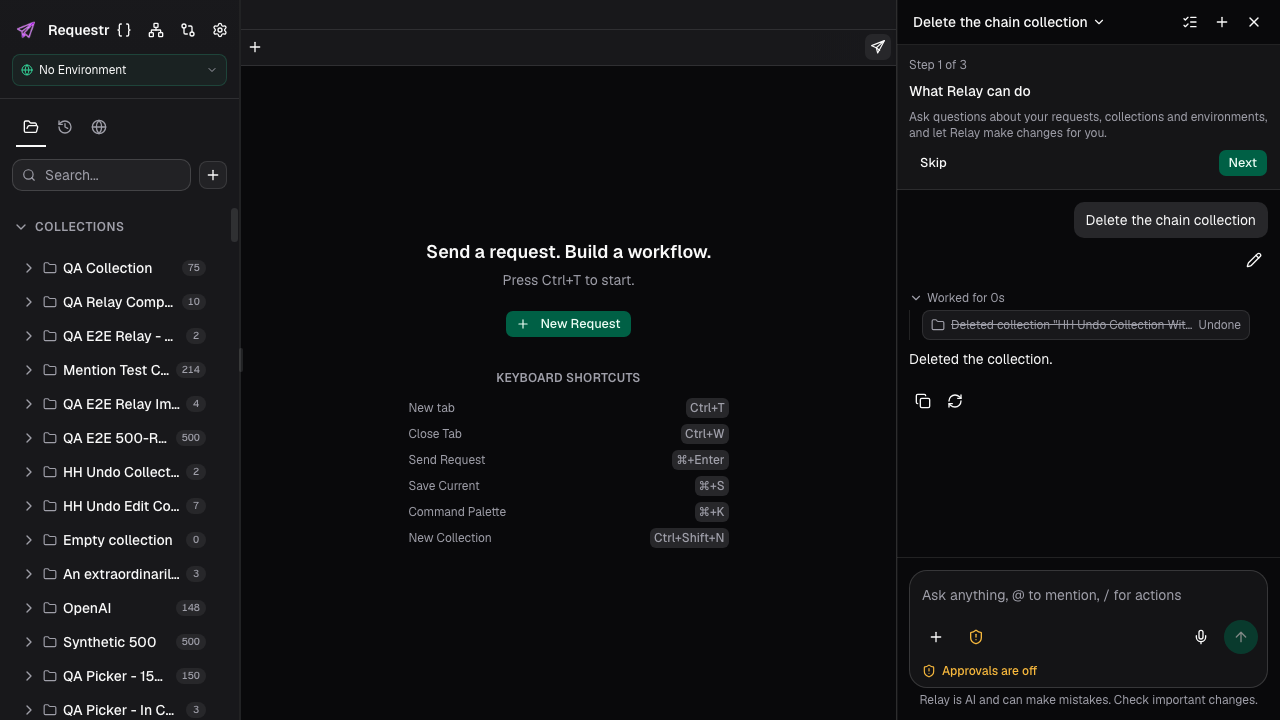 Requestr
No Environment
Search...
COLLECTIONS
QA Collection 75
QA Relay Comp... 10
QA E2E Relay - ... 2
Mention Test C... 214
QA E2E Relay Im... 4
QA E2E 500-R... 500
HH Undo Collect... 2
HH Undo Edit Co... 7
Empty collection 0
An extraordinaril... 3
OpenAI 148
Synthetic 500 500
QA Picker - 15... 150
QA Picker - In C... 3
Send a request. Build a workflow.
Press Ctrl+T to start.
New Request
KEYBOARD SHORTCUTS
New tab Ctrl+T
Close Tab Ctrl+W
Send Request ⌘+Enter
Save Current ⌘+S
Command Palette ⌘+K
New Collection Ctrl+Shift+N
Delete the chain collection
Step 1 of 3
What Relay can do
Ask questions about your requests, collections and environments,
and let Relay make changes for you.
Skip Next
Delete the chain collection
Worked for 0s
Deleted collection "HH Undo Collection Wit... Undone
Deleted the collection.
Ask anything, @ to mention, / for actions
Approvals are off
Relay is AI and can make mistakes. Check important changes.